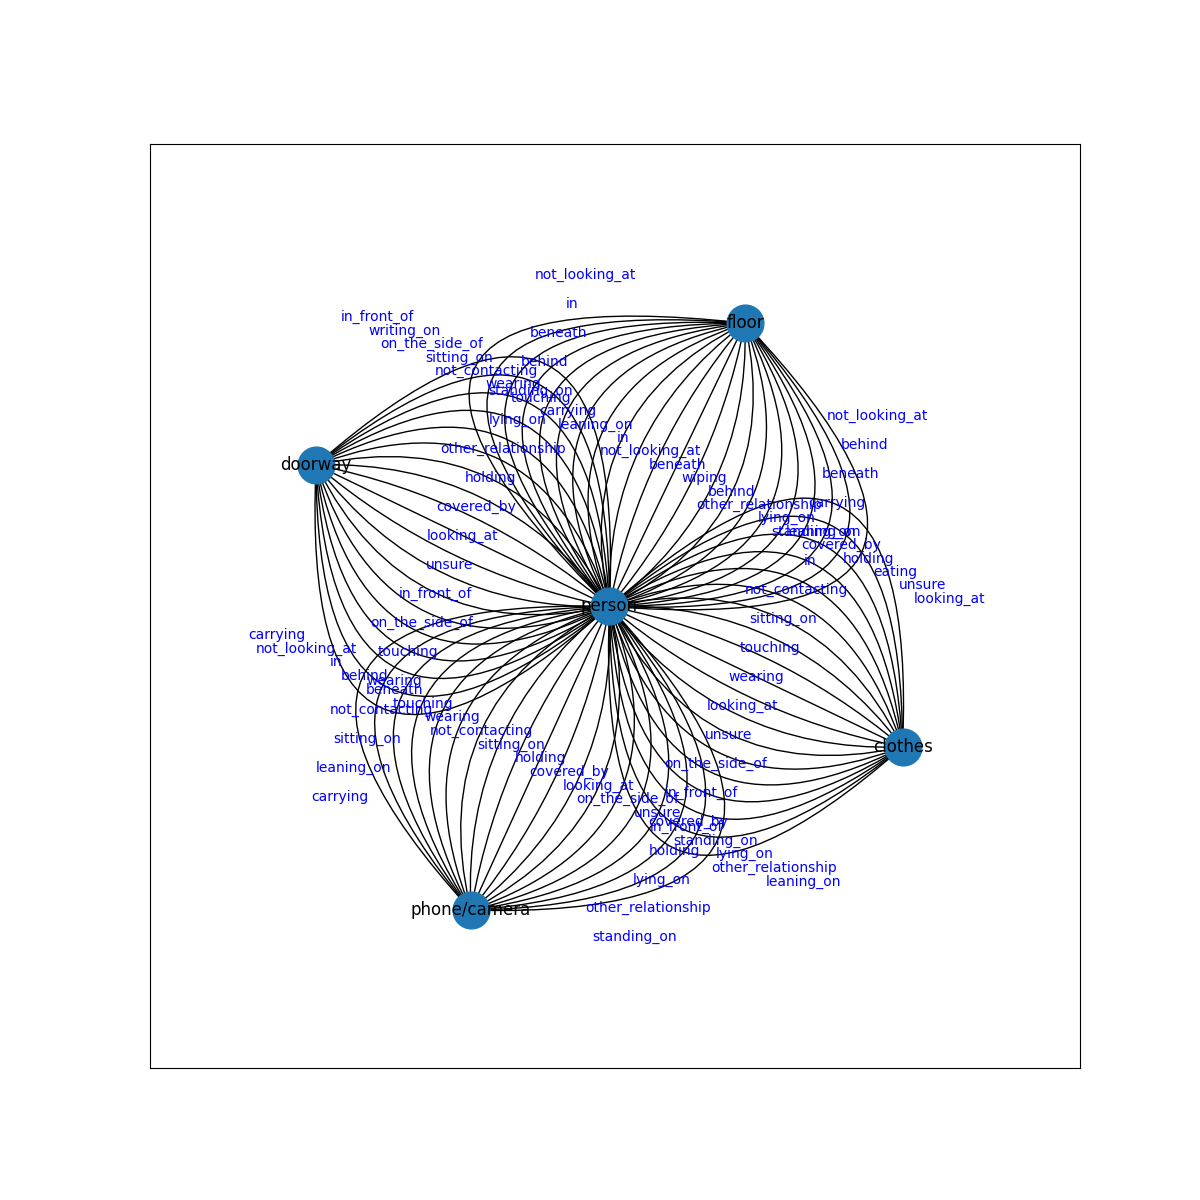 not_looking_at
in
in_front_of
floor
writing_on
beneath
on_the_side_of
sitting_on
behind
not_contacting
wearing
standing_on
touching
carrying
not_looking_at
lying_on
leaning_on
in
behind
other_relationship
not_looking_at
doorway
beneath
beneath
holding
wiping
behind
carrying
covered_by
other_relationship
lying_on
looking_at
standing_on
leaning_on
covered_by
in
holding
unsure
eating
unsure
not_contacting
in_front_of
looking_at
person
sitting_on
on_the_side_of
carrying
not_looking_at
touching
touching
in
behind
wearing
wearing
beneath
touching
looking_at
not_contacting
wearing
not_contacting
unsure
sitting_on
sitting_on
clothes
holding
on_the_side_of
leaning_on
covered_by
looking_at
in_front_of
carrying
on_the_side_of
unsure
covered_by
in_front_of
standing_on
holding
lying_on
other_relationship
lying_on
leaning_on
phone/camera
other_relationship
standing_on